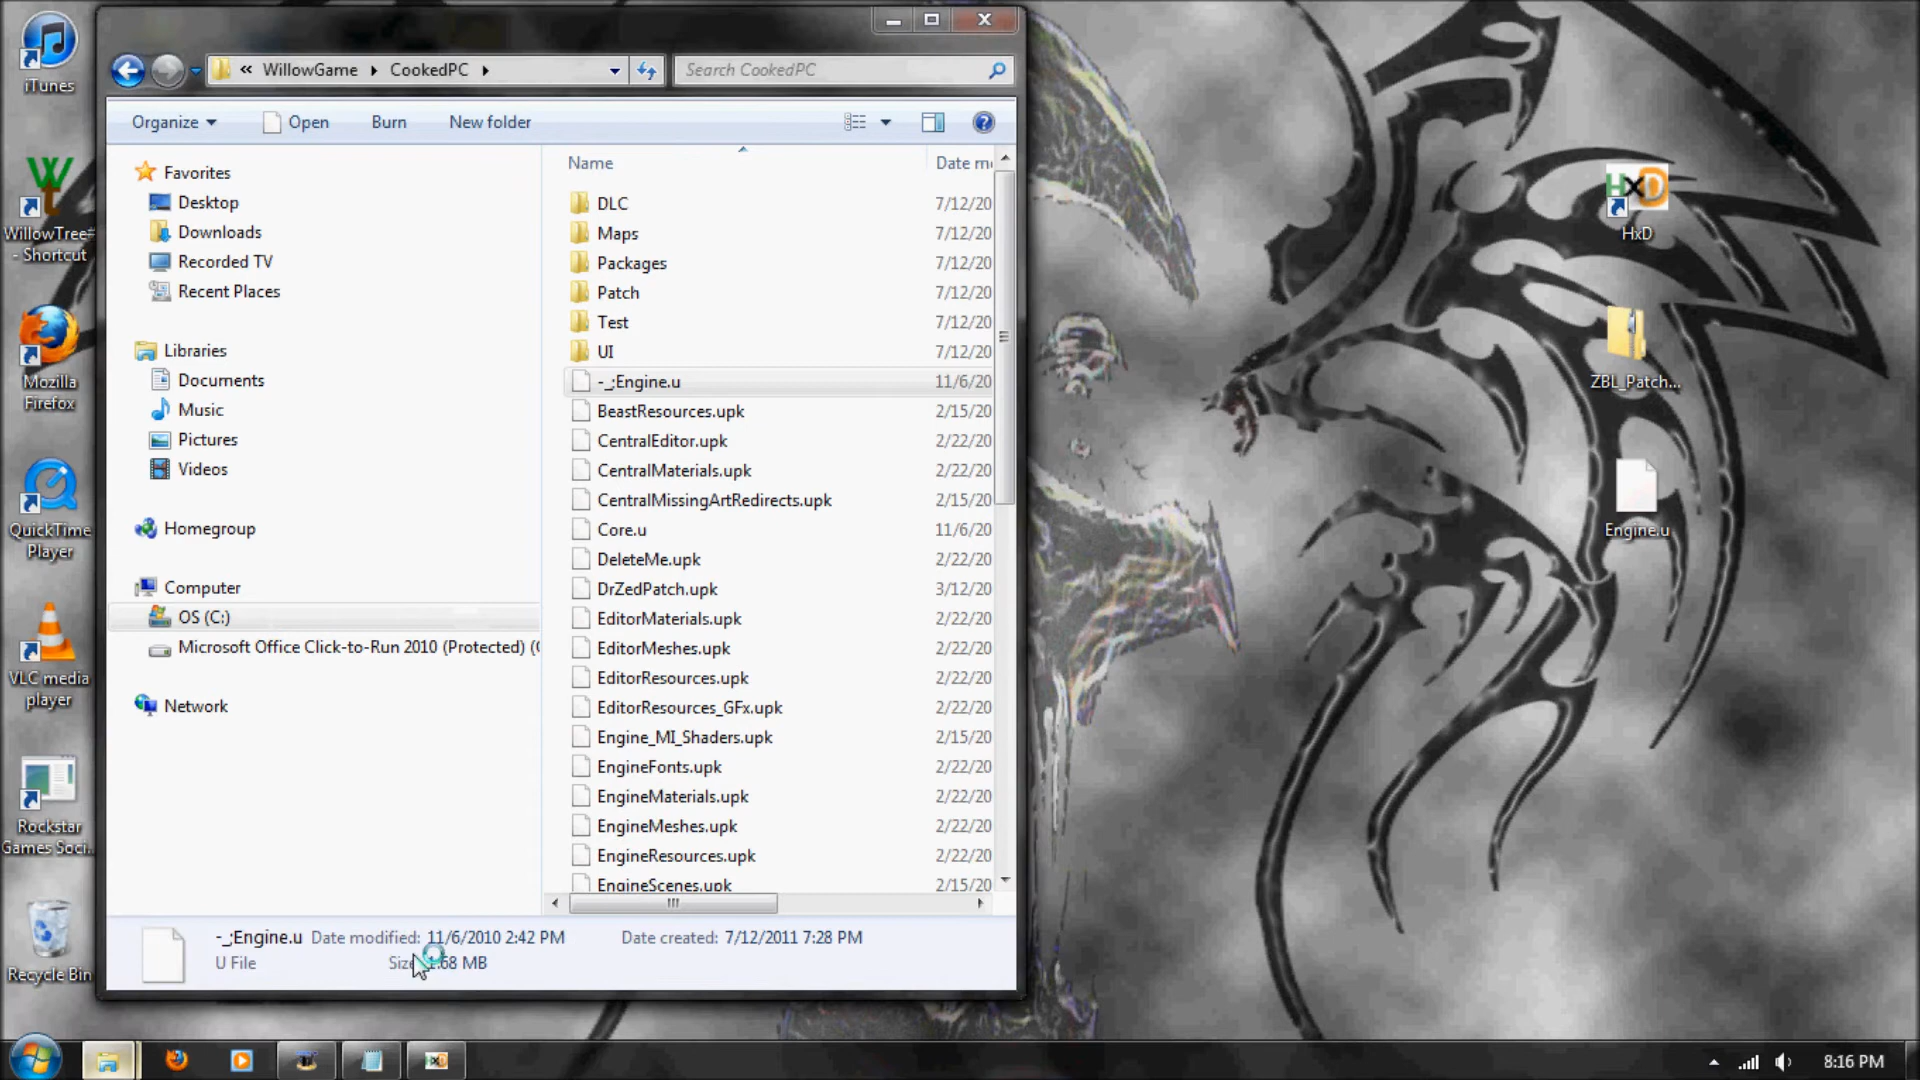 iTunes
WillowTree#
- Shortcut
Mozilla
Firefox
QuickTime
Player
VLC media
player
Rockstar
Games Soci...
Recycle Bin
« WillowGame CookedPC
Search CookedPC
Organize Open Burn New folder
Favorites
Desktop
Downloads
Recorded TV
Recent Places
Libraries
Documents
Music
Pictures
Videos
Homegroup
Computer
OS (C:)
Microsoft Office Click-to-Run 2010 (Protected) (
Network
Name Date m
DLC 7/12/20
Maps 7/12/20
Packages 7/12/20
Patch 7/12/20
Test 7/12/20
UI 7/12/20
-_;Engine.u 11/6/20
BeastResources.upk 2/15/20
CentralEditor.upk 2/22/20
CentralMaterials.upk 2/22/20
CentralMissingArtRedirects.upk 2/15/20
Core.u 11/6/20
DeleteMe.upk 2/22/20
DrZedPatch.upk 3/12/20
EditorMaterials.upk 2/22/20
EditorMeshes.upk 2/22/20
EditorResources.upk 2/22/20
EditorResources_GFx.upk 2/22/20
Engine_MI_Shaders.upk 2/15/20
EngineFonts.upk 2/22/20
EngineMaterials.upk 2/22/20
EngineMeshes.upk 2/22/20
EngineResources.upk 2/22/20
EngineScenes.upk 2/15/20
-_;Engine.u Date modified: 11/6/2010 2:42 PM Date created: 7/12/2011 7:28 PM
U File Size MB
HxD
HxD
ZBL_Patch...
Engine.u
8:16 PM